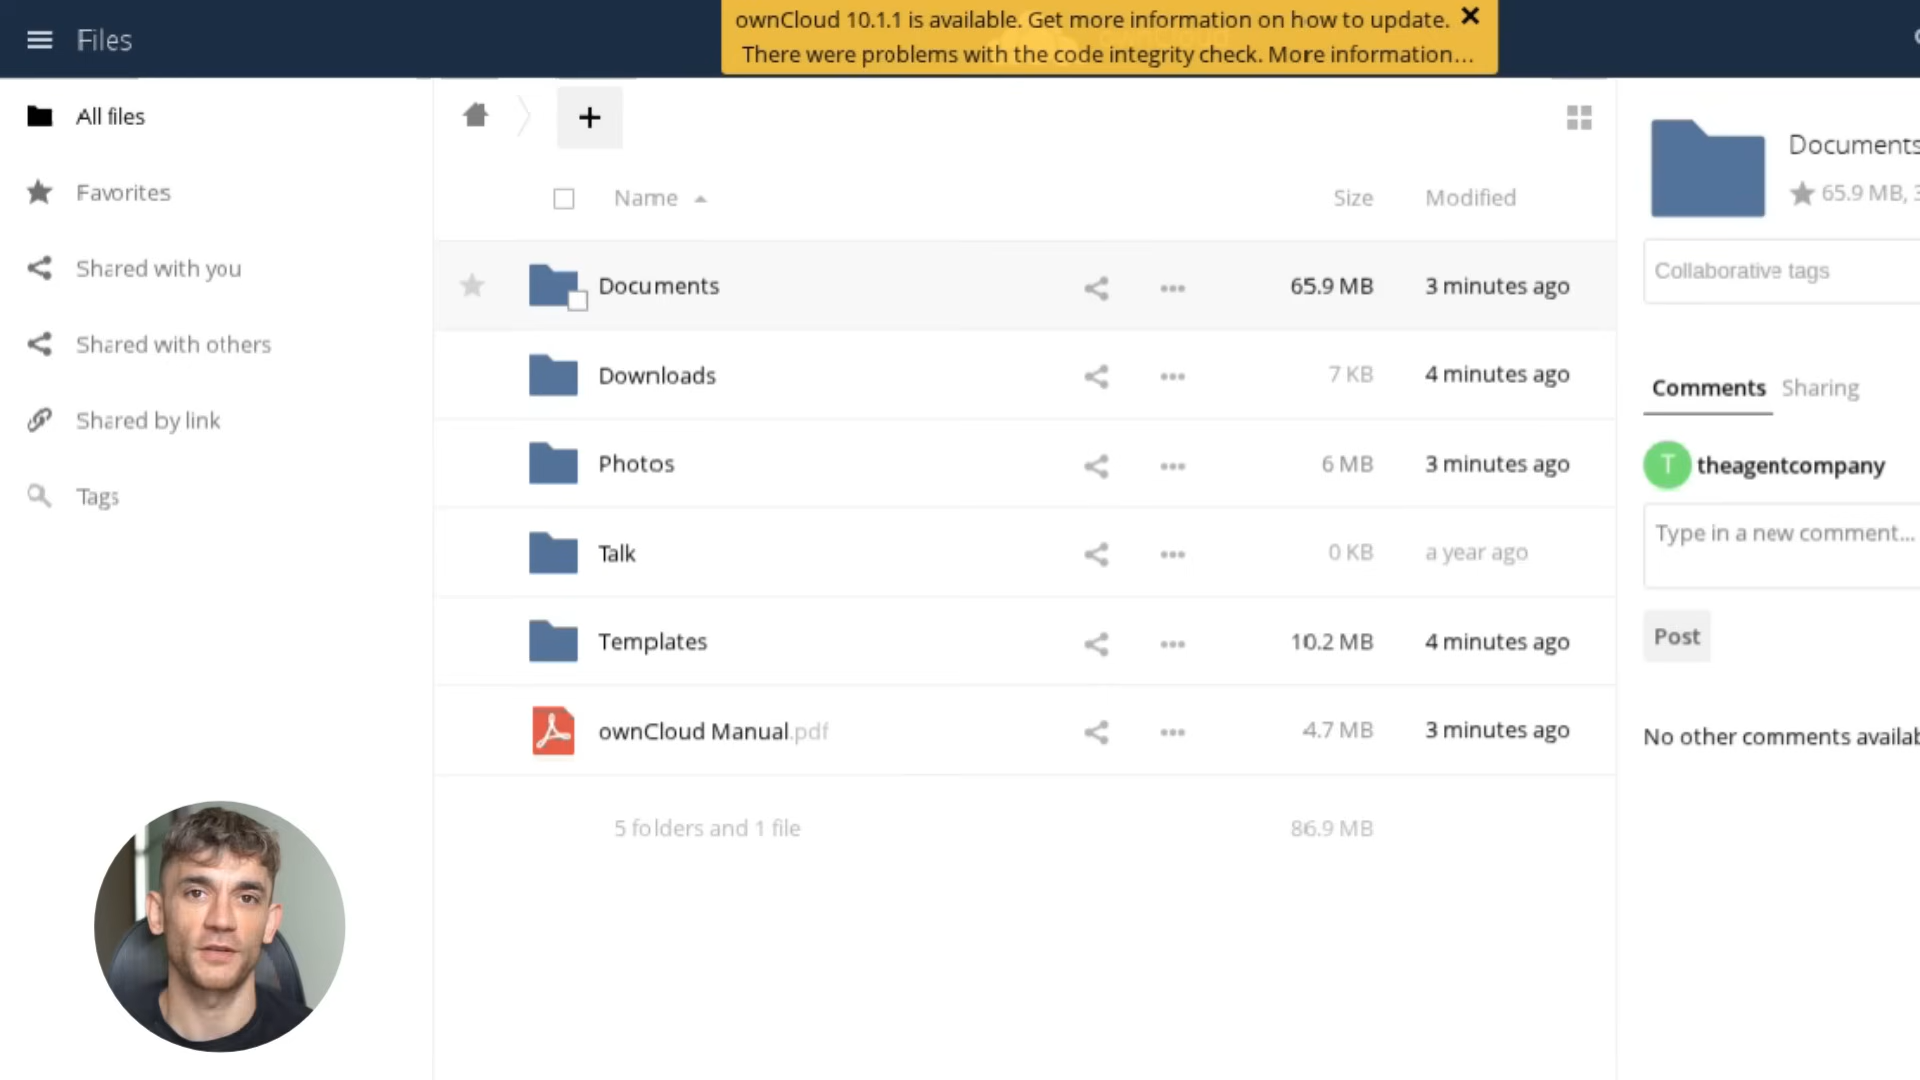 Files
ownCloud 10.1.1 is available. Get more information on how to update.
There were problems with the code integrity check. More information...
All files
Favorites
Shared with you
Shared with others
Shared by link
Tags
Name Size Modified
Documents 65.9 MB 3 minutes ago
Downloads 7 KB 4 minutes ago
Photos 6 MB 3 minutes ago
Talk 0 KB a year ago
Templates 10.2 MB 4 minutes ago
ownCloud Manual.pdf 4.7 MB 3 minutes ago
5 folders and 1 file 86.9 MB
Documents
65.9 MB, 3
Collaborative tags
Comments Sharing
T theagentcompany
Type in a new comment...
Post
No other comments